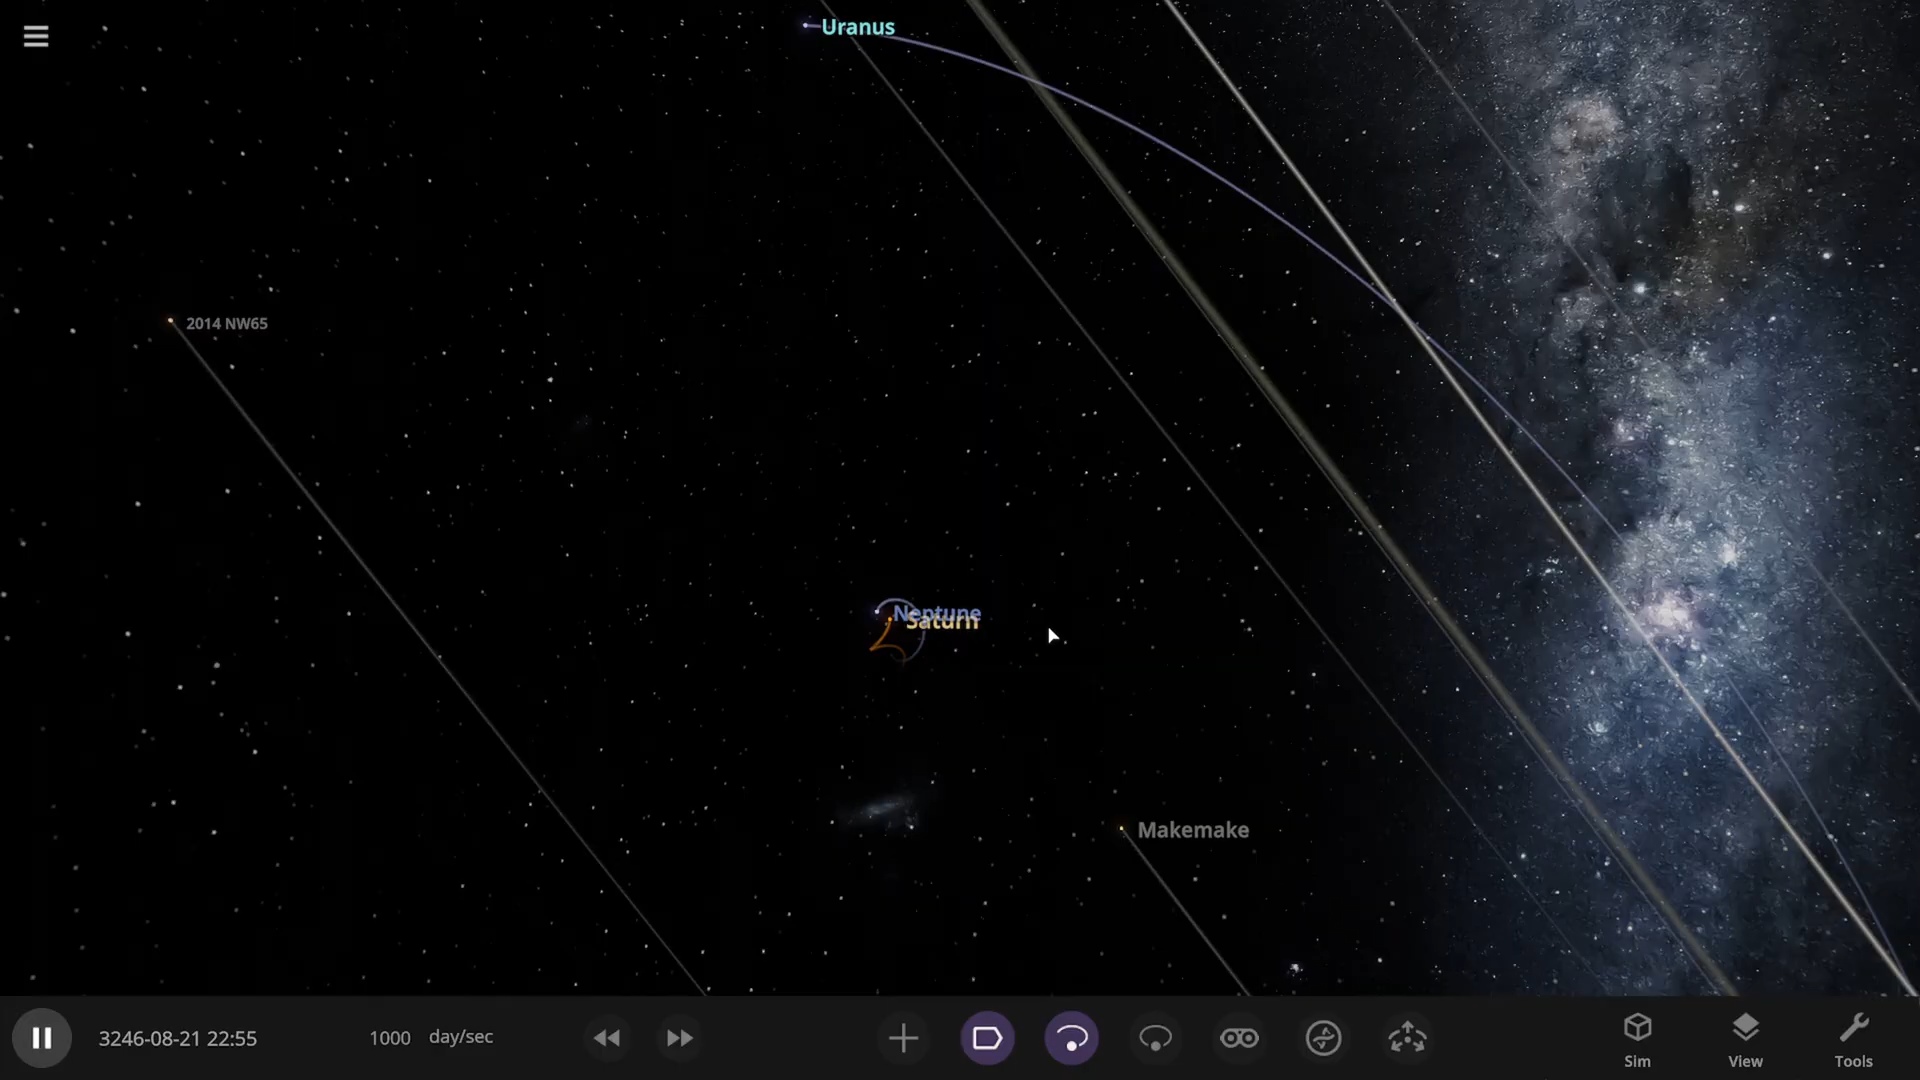 Uranus
2014 NW65
Neptune
Saturn
Makemake
3246-08-21 22:55
1000 day/sec
Sim
View
Tools